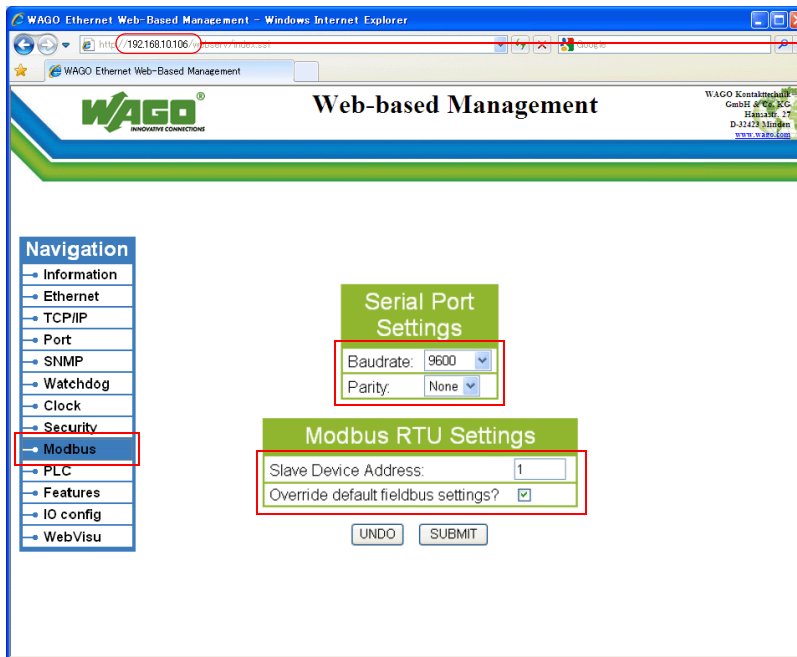 WAGO Ethernet Web-Based Management - Windows Internet Explorer
http://192.168.10.106/webserv/index.ssi
Google
WAGO Ethernet Web-Based Management
WAGO®
INNOVATIVE CONNECTIONS
Web-based Management
WAGO Kontakttechnik
GmbH & Co. KG
Hansastr. 27
D-32423 Minden
www.wago.com
Navigation
Information
Ethernet
TCP/IP
Port
SNMP
Watchdog
Clock
Security
Modbus
PLC
Features
IO config
WebVisu
Serial Port
Settings
Baudrate: 9600
Parity: None
Modbus RTU Settings
Slave Device Address: 1
Override default fieldbus settings?
UNDO SUBMIT